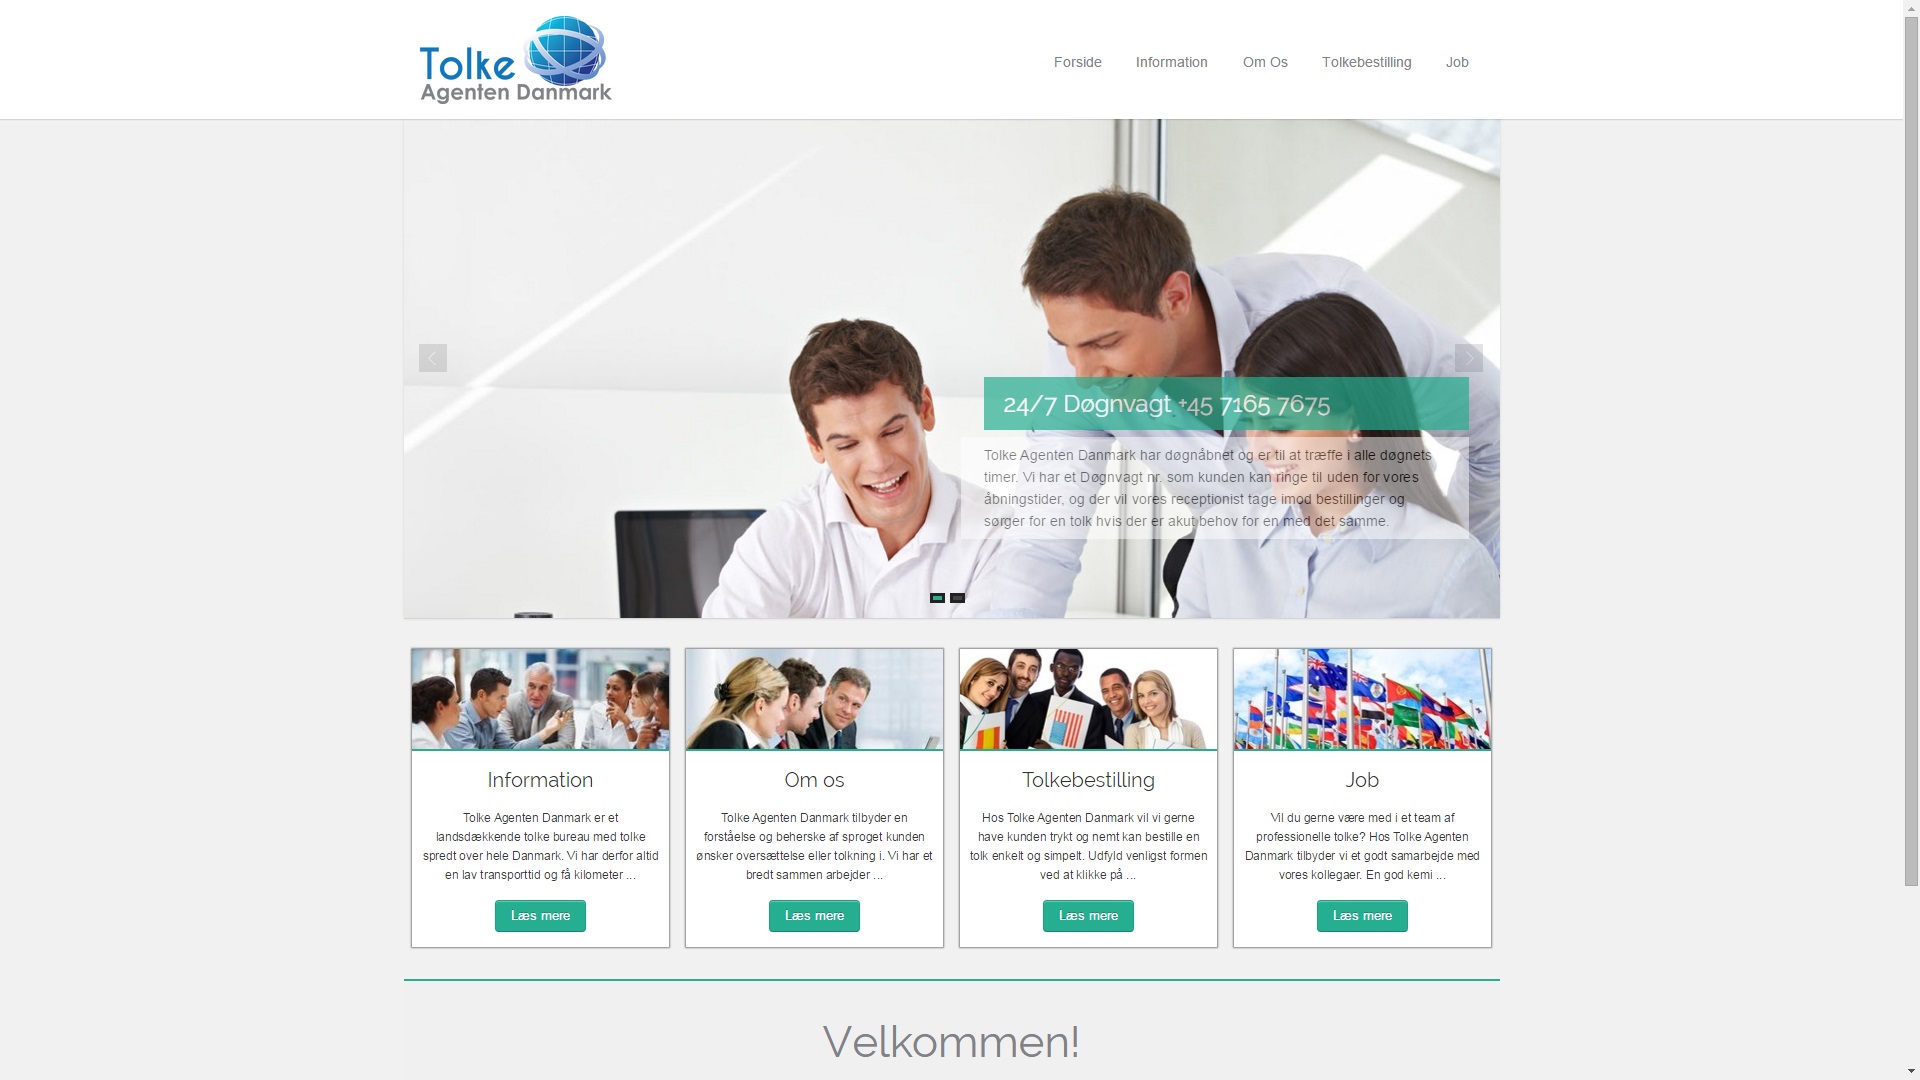 Tolke
Agenten Danmark
Forside
Information
Om Os
Tolkebestilling
Job
24/7 Døgnvagt +45 7165 7675
Tolke Agenten Danmark har døgnåbnet og er til at træffe i alle døgnets
timer. Vi har et Døgnvagt nr. som kunden kan ringe til uden for vores
åbningstider, og der vil vores receptionist tage imod bestillinger og
sørger for en tolk hvis der er akut behov for en med det samme.
Information
Tolke Agenten Danmark er et
landsdækkende tolke bureau med tolke
spredt over hele Danmark. Vi har derfor altid
en lav transporttid og få kilometer ...
Læs mere
Om os
Tolke Agenten Danmark tilbyder en
forståelse og beherske af sproget kunden
ønsker oversættelse eller tolkning i. Vi har et
bredt sammen arbejder ...
Læs mere
Tolkebestilling
Hos Tolke Agenten Danmark vil vi gerne
have kunden trykt og nemt kan bestille en
tolk enkelt og simpelt. Udfyld venligst formen
ved at klikke på ...
Læs mere
Job
Vil du gerne være med i et team af
professionelle tolke? Hos Tolke Agenten
Danmark tilbyder vi et godt samarbejde med
vores kollegaer. En god kemi ...
Læs mere
Velkommen!